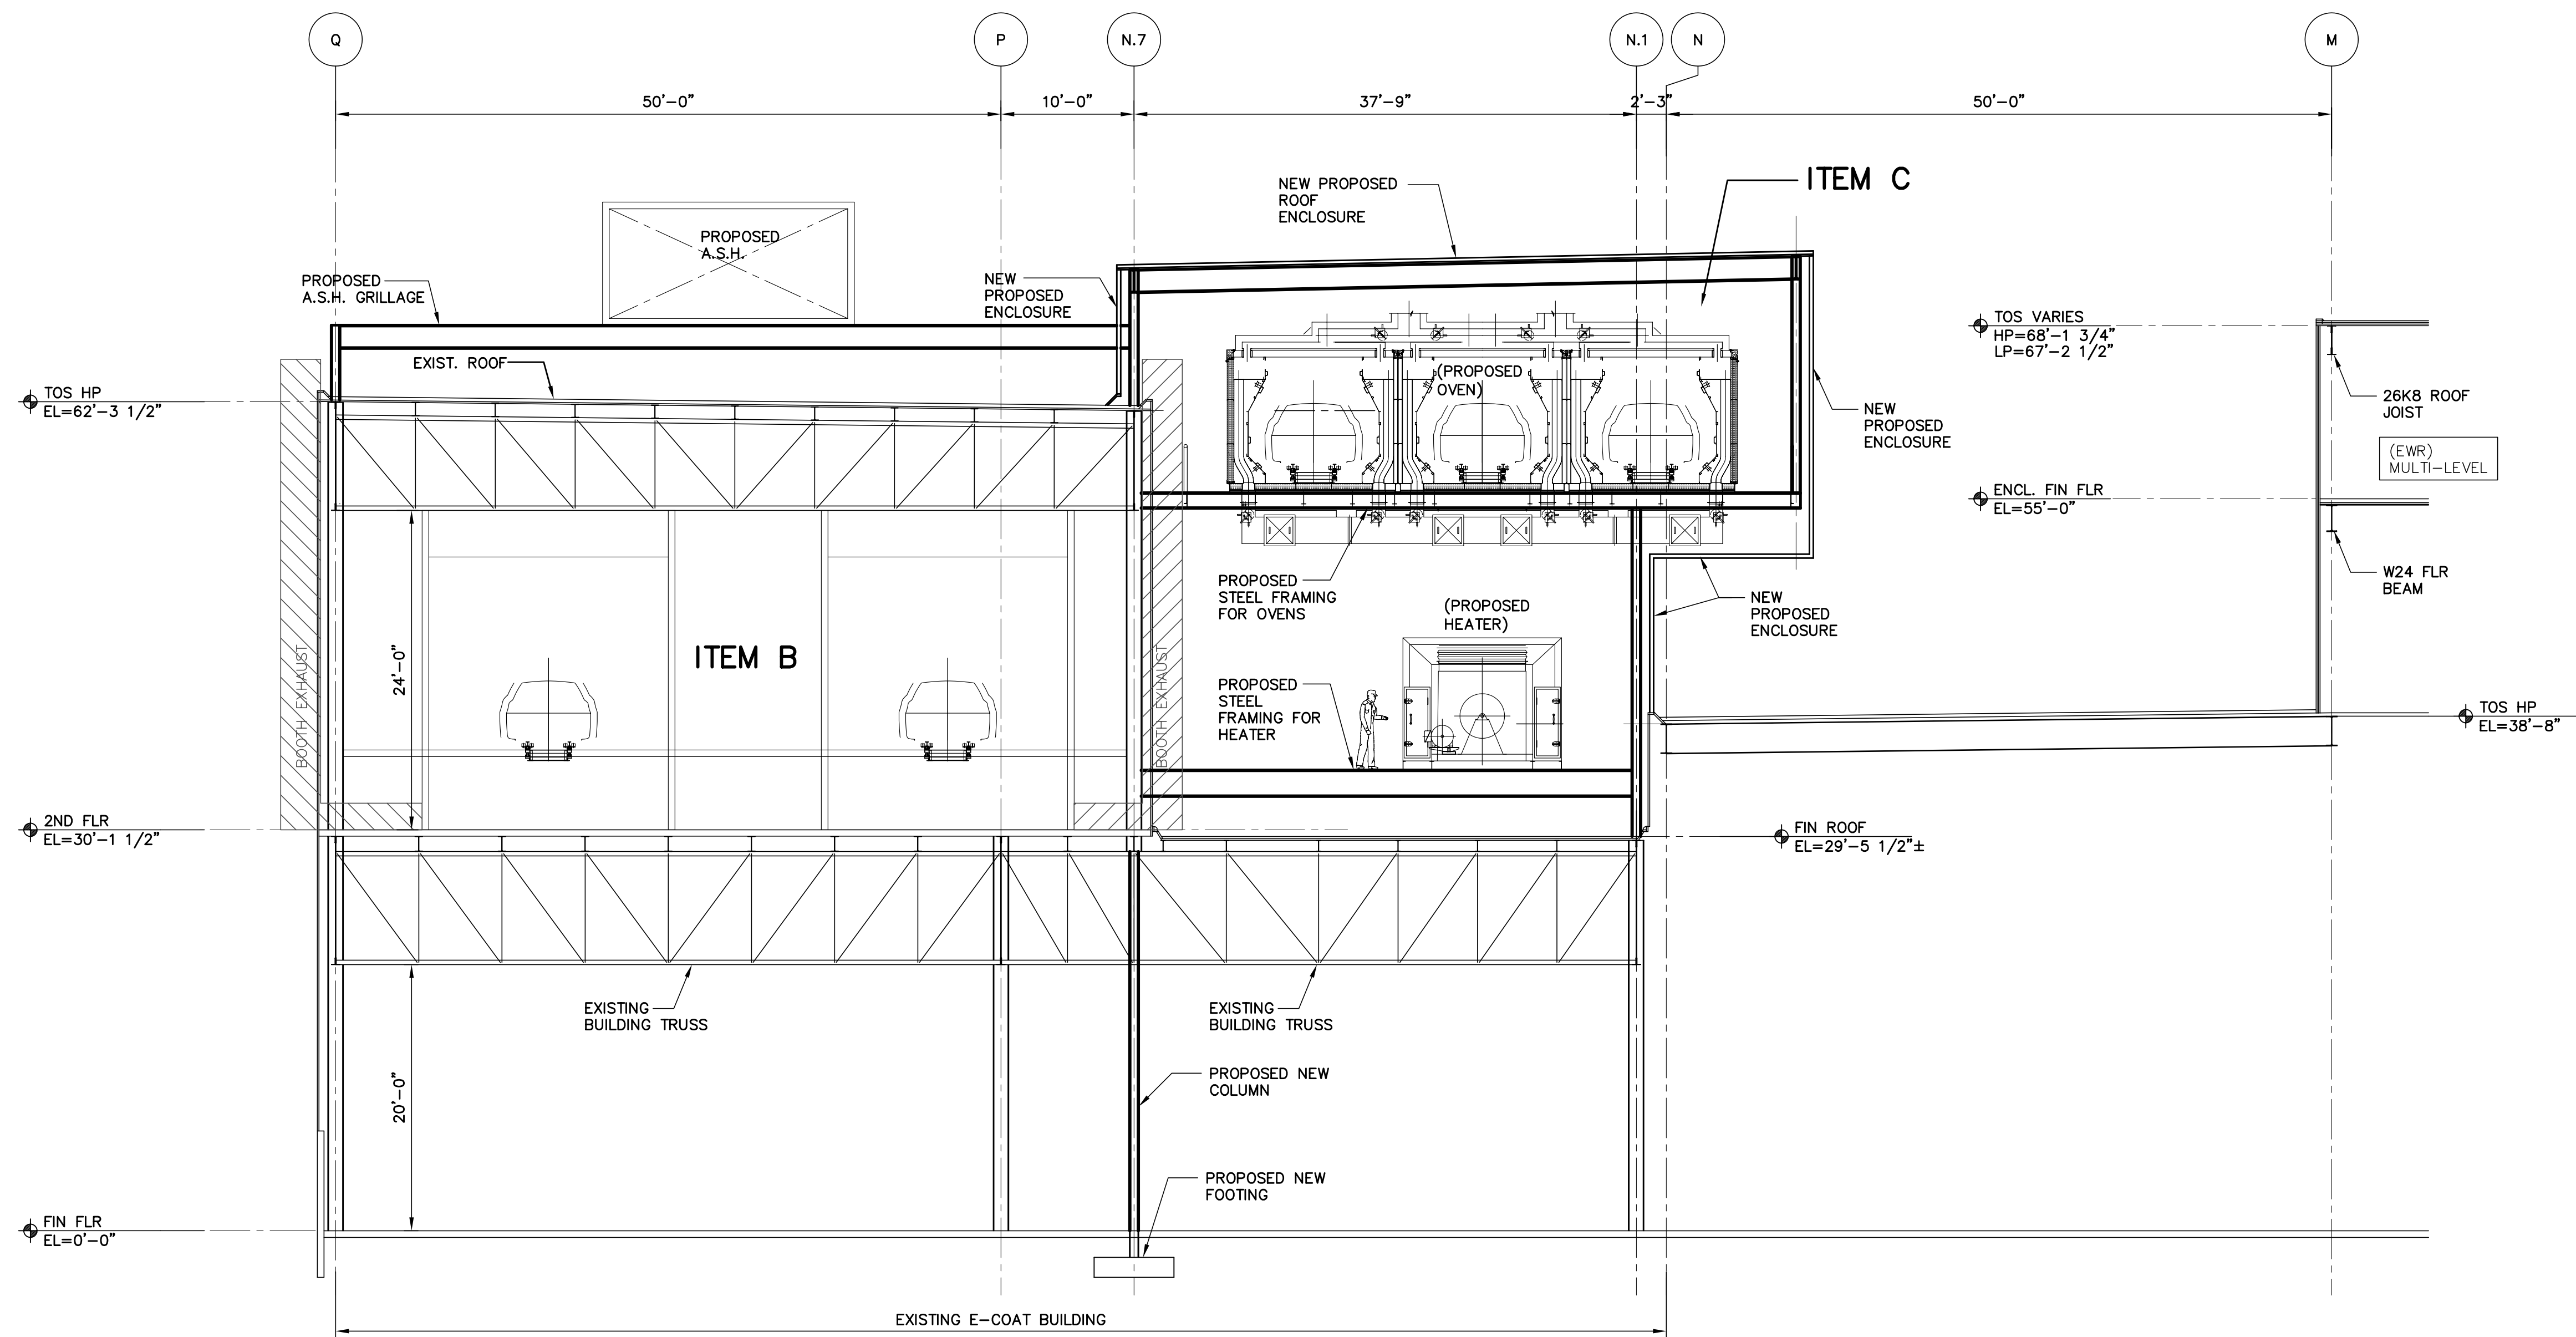 Q
P
N.7
N.1
N
M
50'-0"
10'-0"
37'-9"
2'-3"
50'-0"
ITEM C
NEW PROPOSED
ROOF
ENCLOSURE
PROPOSED
A.S.H.
PROPOSED
A.S.H. GRILLAGE
NEW
PROPOSED
ENCLOSURE
TOS VARIES
HP=68'-1 3/4"
LP=67'-2 1/2"
EXIST. ROOF
(PROPOSED
OVEN)
TOS HP
EL=62'-3 1/2"
26K8 ROOF
JOIST
NEW
PROPOSED
ENCLOSURE
(EWR)
MULTI-LEVEL
ENCL. FIN FLR
EL=55'-0"
PROPOSED
STEEL FRAMING
FOR OVENS
W24 FLR
BEAM
(PROPOSED
HEATER)
NEW
PROPOSED
ENCLOSURE
BOOTH EXHAUST
24'-0"
ITEM B
BOOTH EXHAUST
PROPOSED
STEEL
FRAMING FOR
HEATER
TOS HP
EL=38'-8"
2ND FLR
EL=30'-1 1/2"
FIN ROOF
EL=29'-5 1/2"±
EXISTING
BUILDING TRUSS
EXISTING
BUILDING TRUSS
20'-0"
PROPOSED NEW
COLUMN
PROPOSED NEW
FOOTING
FIN FLR
EL=0'-0"
EXISTING E-COAT BUILDING